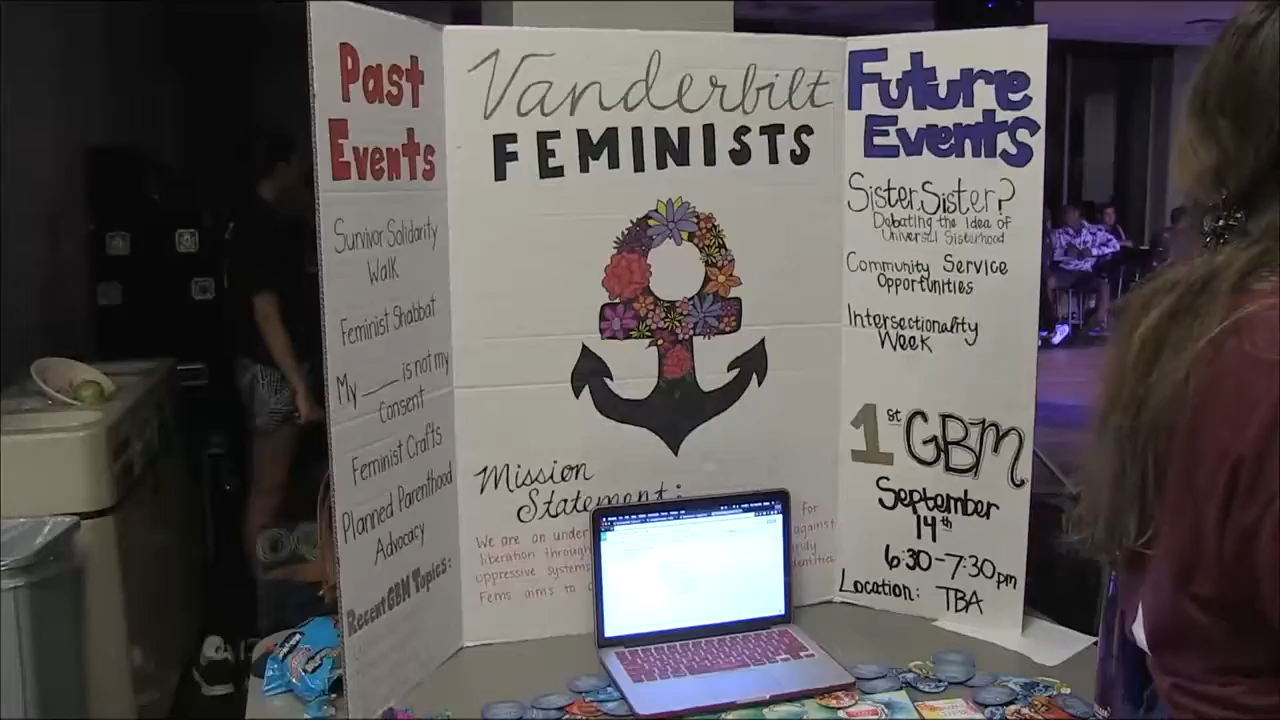 Past
Events
Survivor Solidarity
Walk
Feminist Shabbat
My ____ is not my
consent
Feminist Crafts
Planned Parenthood
Advocacy
Recent GBM Topics:
Vanderbilt
FEMINISTS
Mission
Statement:
We are an under
for
liberation through
against
oppressive systems
Fems aims to
Future
Events
Sister, Sister?
Debating the idea of
Universal Sisterhood
Community Service
Opportunities
Intersectionality
Week
1st GBM
September
14th
6:30-7:30pm
Location: TBA